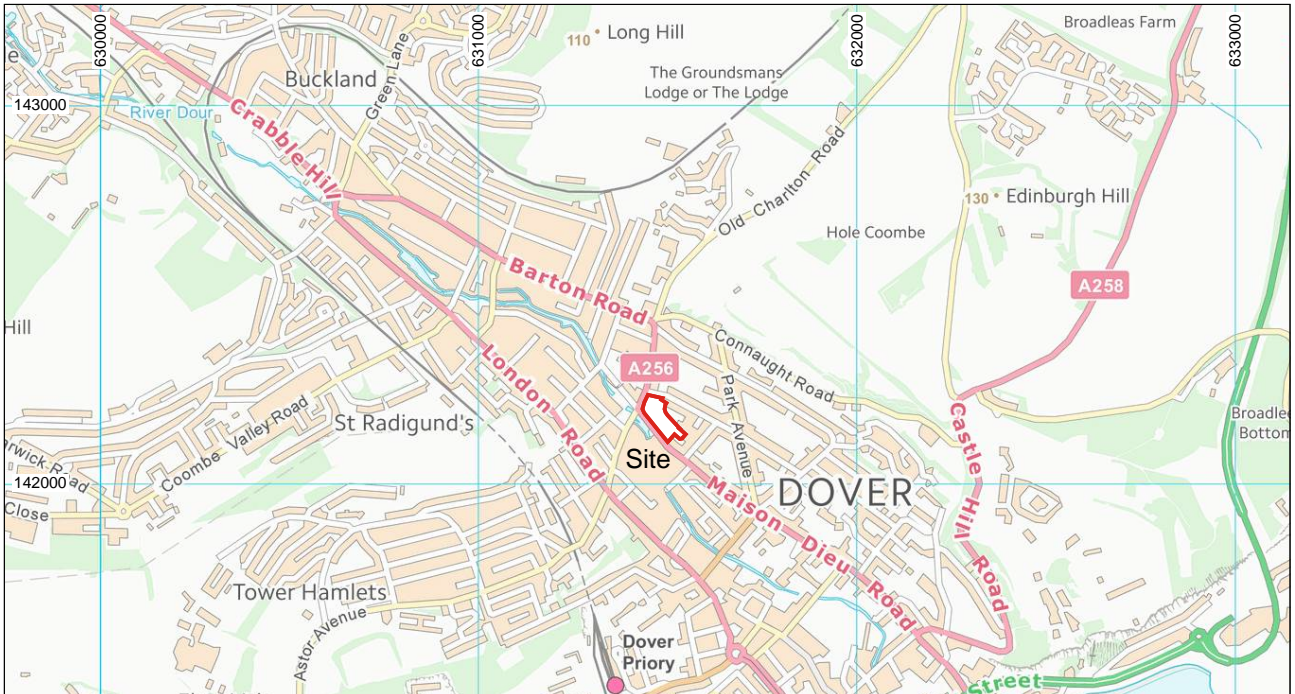 630000
631000
632000
633000
Broadleas Farm
110 • Long Hill
Green Lane
Buckland
The Groundsmans
Lodge or The Lodge
143000
River Dour
Crabble Hill
Old Charlton Road
130 • Edinburgh Hill
Hole Coombe
Barton Road
A258
Hill
London Road
Connaught Road
A256
Park Avenue
Castle Hill Road
St Radigund's
Coombe Valley Road
Site
Bottom
142000
Close
DOVER
Maison Dieu Road
Tower Hamlets
Astor Avenue
Dover
Priory
Street